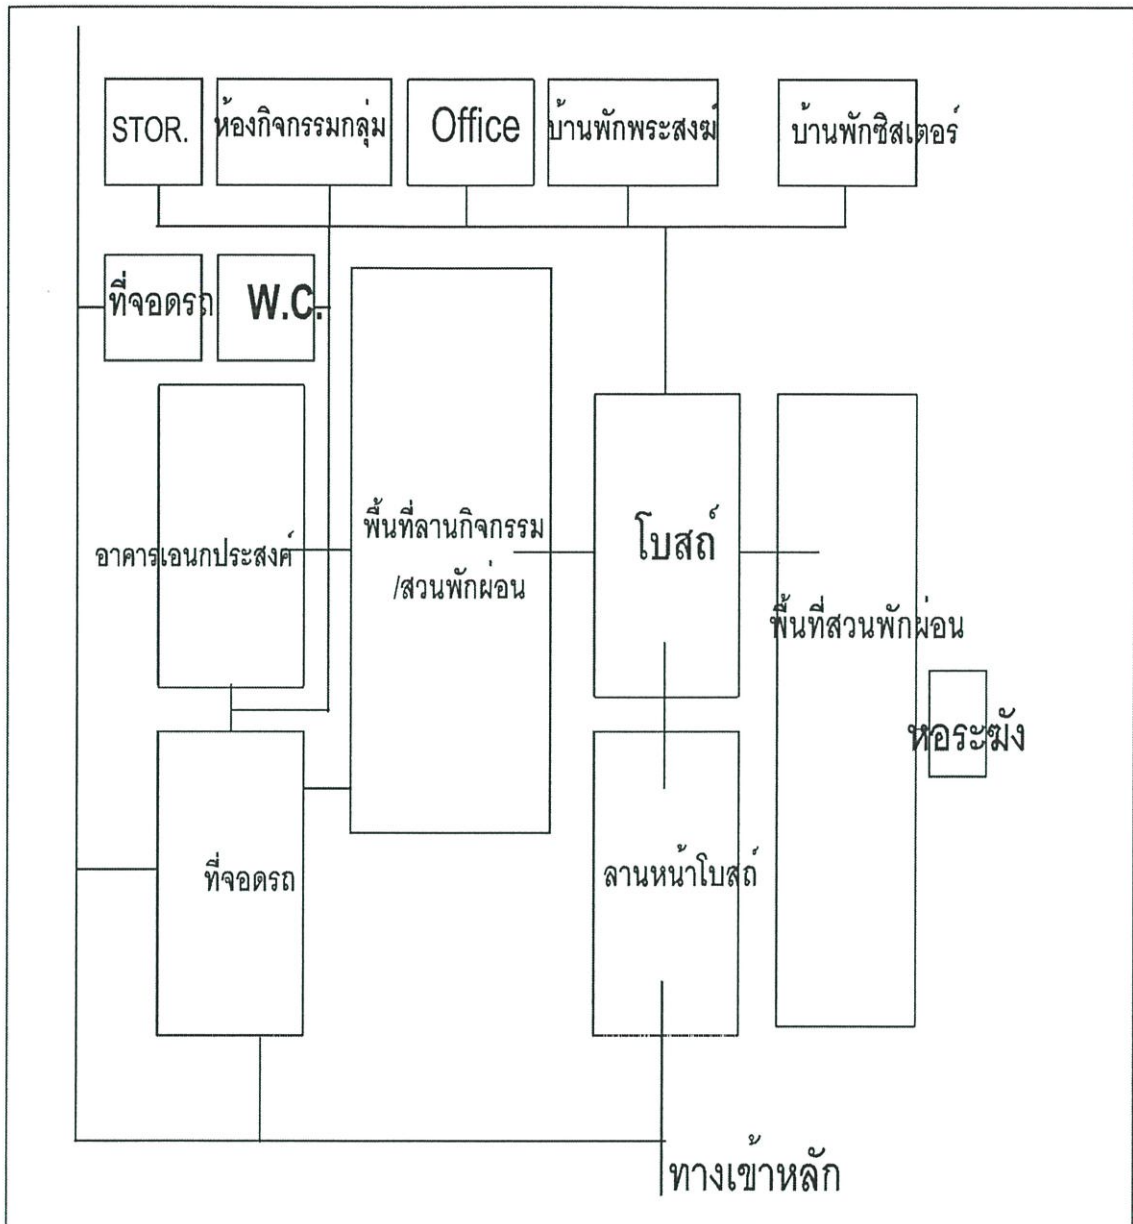 STOR.
ห้องกิจกรรมกลุ่ม
Office
บ้านพักพระสงฆ์
บ้านพักซิสเตอร์
ที่จอดรถ
W.C.
อาคารเอนกประสงค์
พื้นที่ลานกิจกรรม
/สวนพักผ่อน
โบสถ์
พื้นที่สวนพักผ่อน
หอระฆัง
ที่จอดรถ
ลานหน้าโบสถ์
ทางเข้าหลัก